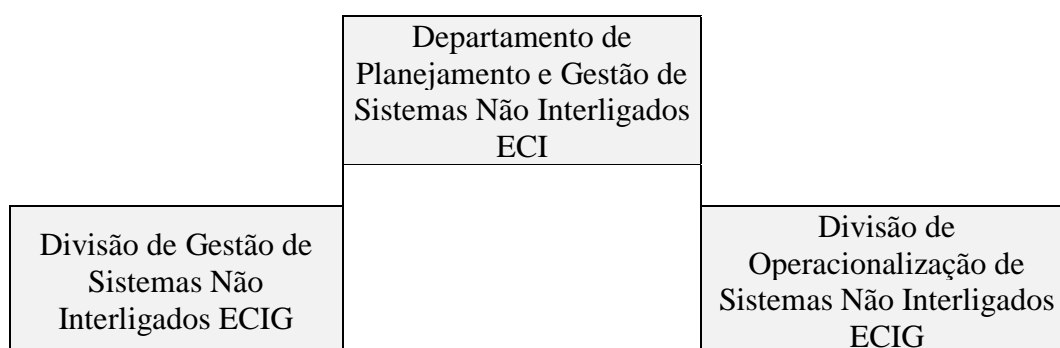 Departamento de
Planejamento e Gestão de
Sistemas Não Interligados
ECI
Divisão de Gestão de
Sistemas Não
Interligados ECIG
Divisão de
Operacionalização de
Sistemas Não Interligados
ECIG